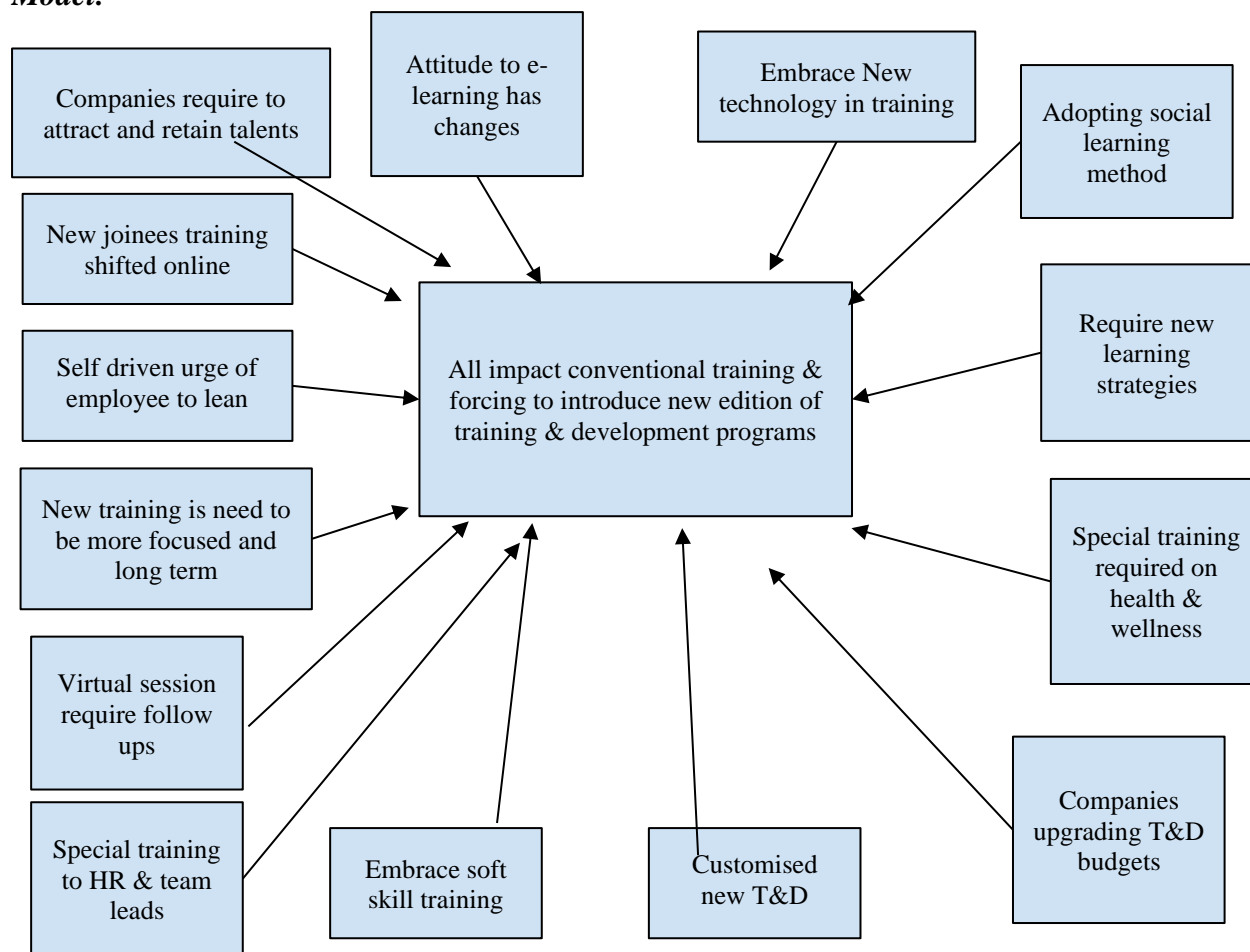 Model:
Companies require to
attract and retain talents
Attitude to e-
learning has
changes
Embrace New
technology in training
Adopting social
learning
method
New joinees training
shifted online
Require new
learning
strategies
Self driven urge of
employee to lean
All impact conventional training &
forcing to introduce new edition of
training & development programs
New training is need to
be more focused and
long term
Special training
required on
health &
wellness
Virtual session
require follow
ups
Companies
upgrading T&D
budgets
Special training
to HR & team
leads
Embrace soft
skill training
Customised
new T&D